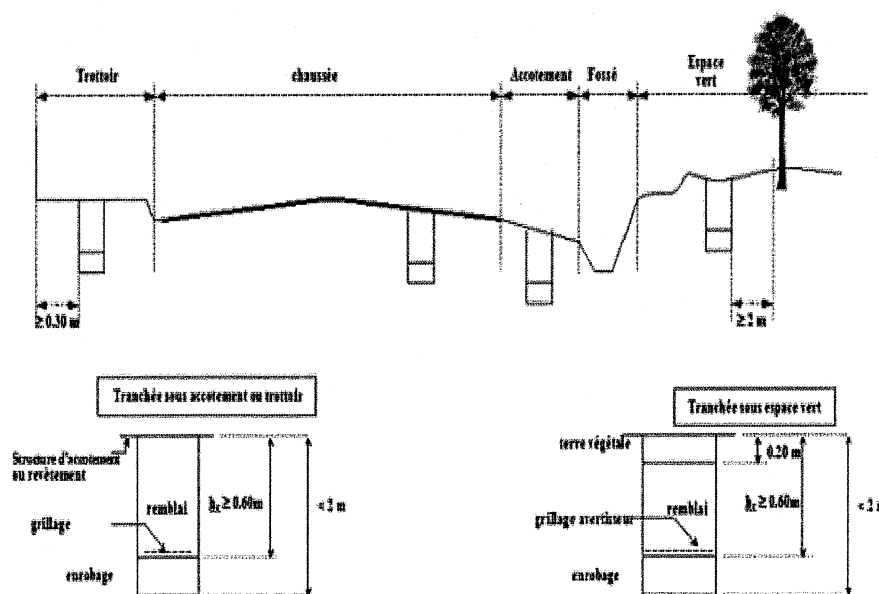 Trottoir
chaussée
Accotement
Fossé
Espace
vert
≥0.30 m
≥2 m
Tranchée sous accotement ou trottoir
Structure d'accotement
ou revêtement
grillage
remblai
enrobage
hr ≥ 0.60m
< 2 m
Tranchée sous espace vert
terre végétale
0.20 m
remblai
hr ≥ 0.60m
grillage avertisseur
enrobage
< 2 m